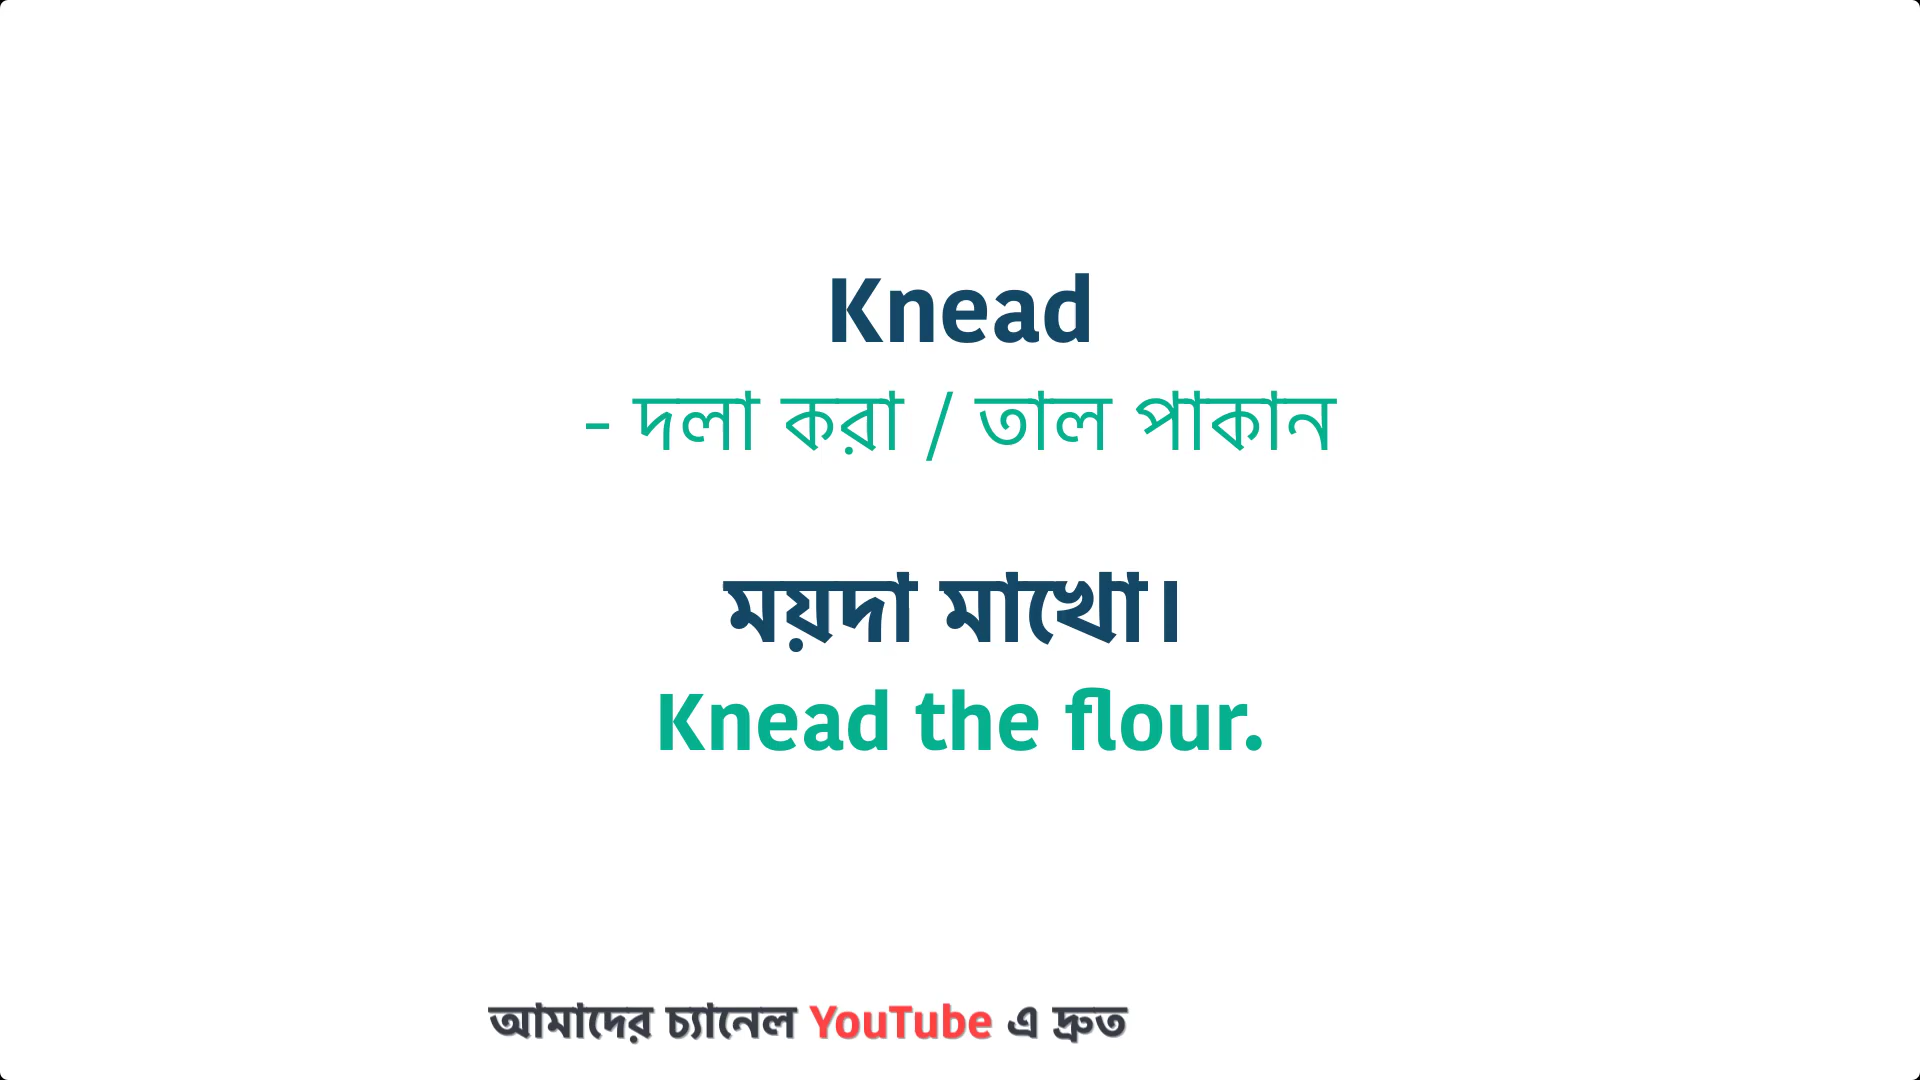 Knead
- দলা করা / তাল পাকান
ময়দা মাখো।
Knead the flour.
আমাদের চ্যানেল YouTube এ দ্রুত